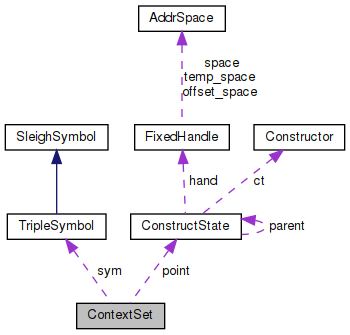 AddrSpace
space
temp_space
offset_space
SleighSymbol
FixedHandle
Constructor
hand
ct
TripleSymbol
ConstructState
parent
sym
point
ContextSet